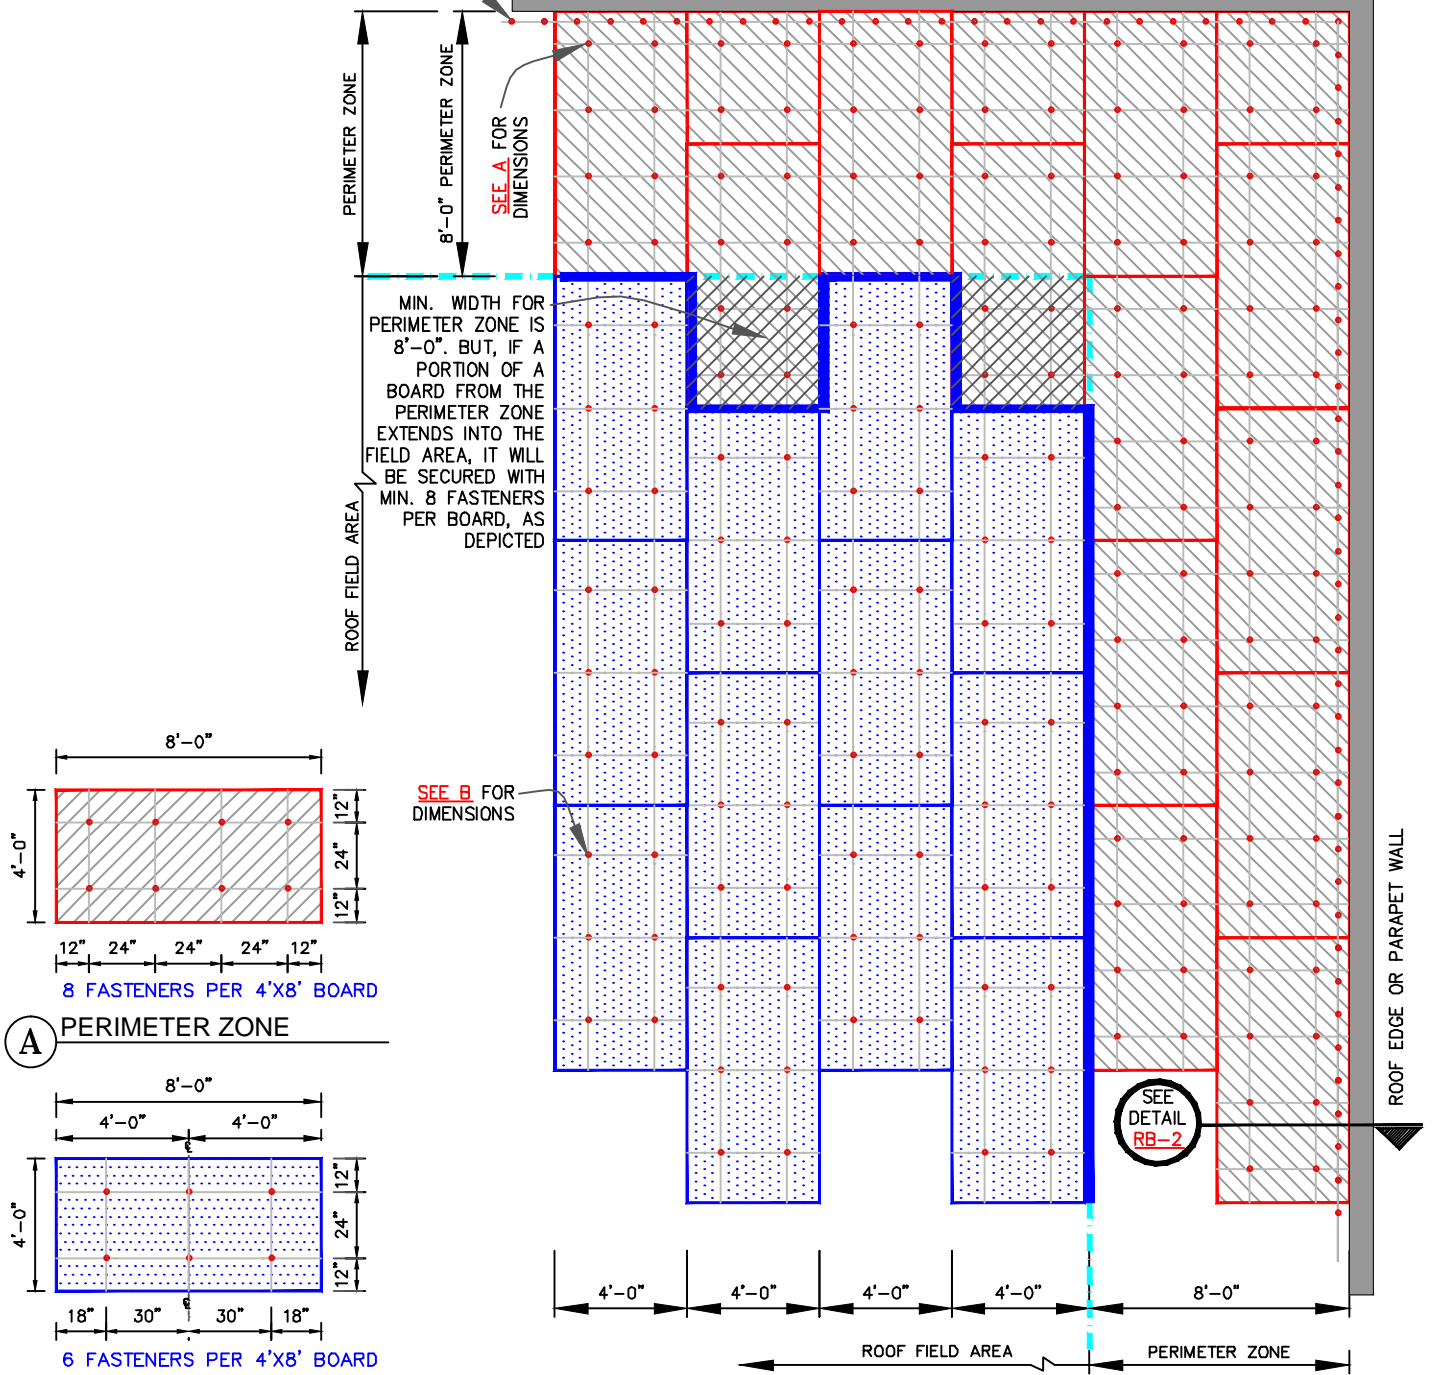 PERIMETER ZONE
8'-0" PERIMETER ZONE
SEE A FOR
DIMENSIONS
MIN. WIDTH FOR
PERIMETER ZONE IS
8'-0". BUT, IF A
PORTION OF A
BOARD FROM THE
PERIMETER ZONE
EXTENDS INTO THE
FIELD AREA, IT WILL
BE SECURED WITH
MIN. 8 FASTENERS
PER BOARD, AS
DEPICTED
ROOF FIELD AREA
SEE B FOR
DIMENSIONS
8'-0"
4'-0"
12"
24"
12"
12" 24" 24" 24" 12"
8 FASTENERS PER 4'X8' BOARD
A PERIMETER ZONE
8'-0"
4'-0" 4'-0"
℄
4'-0"
12"
24"
12"
℄
18" 30" 30" 18"
6 FASTENERS PER 4'X8' BOARD
ROOF EDGE OR PARAPET WALL
SEE
DETAIL
RB-2
4'-0" 4'-0" 4'-0" 4'-0" 8'-0"
ROOF FIELD AREA PERIMETER ZONE